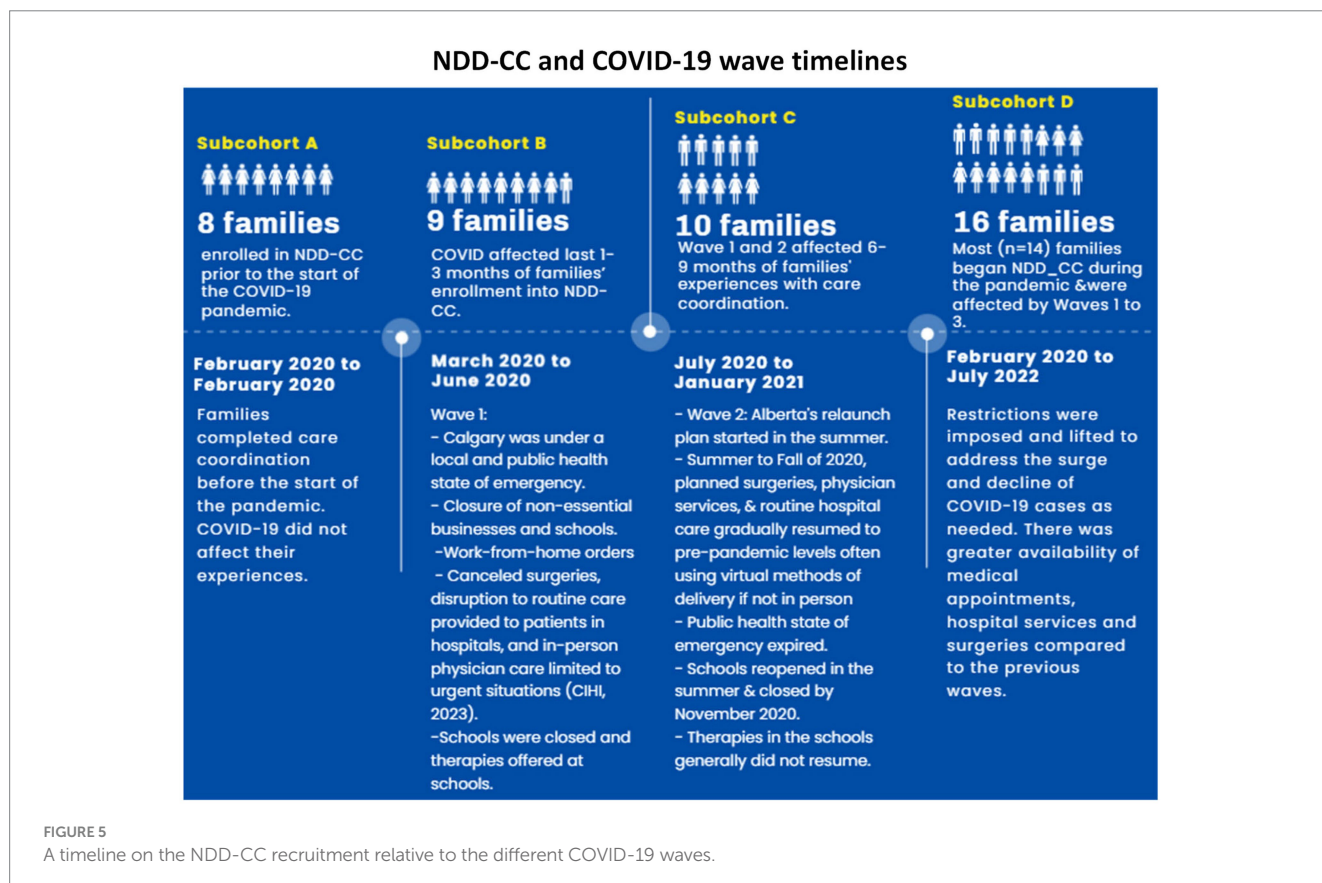 NDD-CC and COVID-19 wave timelines
Subcohort A
8 families
enrolled in NDD-CC
prior to the start of
the COVID-19
pandemic.
Subcohort B
9 families
COVID affected last 1-
3 months of families'
enrollment into NDD-
CC.
Subcohort C
10 families
Wave 1 and 2 affected 6-
9 months of families'
experiences with care
coordination.
Subcohort D
16 families
Most (n=14) families
began NDD_CC during
the pandemic &were
affected by Waves 1 to
3.
February 2020 to
February 2020
Families
completed care
coordination
before the start of
the pandemic.
COVID-19 did not
affect their
experiences.
March 2020 to
June 2020
Wave 1:
- Calgary was under a
local and public health
state of emergency.
- Closure of non-essential
businesses and schools.
-Work-from-home orders
- Canceled surgeries,
disruption to routine care
provided to patients in
hospitals, and in-person
physician care limited to
urgent situations (CIHI,
2023).
-Schools were closed and
therapies offered at
schools.
July 2020 to
January 2021
- Wave 2: Alberta's relaunch
plan started in the summer.
- Summer to Fall of 2020,
planned surgeries, physician
services, & routine hospital
care gradually resumed to
pre-pandemic levels often
using virtual methods of
delivery if not in person
- Public health state of
emergency expired.
- Schools reopened in the
summer & closed by
November 2020.
- Therapies in the schools
generally did not resume.
February 2020 to
July 2022
Restrictions were
imposed and lifted to
address the surge
and decline of
COVID-19 cases as
needed. There was
greater availability of
medical
appointments,
hospital services and
surgeries compared
to the previous
waves.
FIGURE 5
A timeline on the NDD-CC recruitment relative to the different COVID-19 waves.